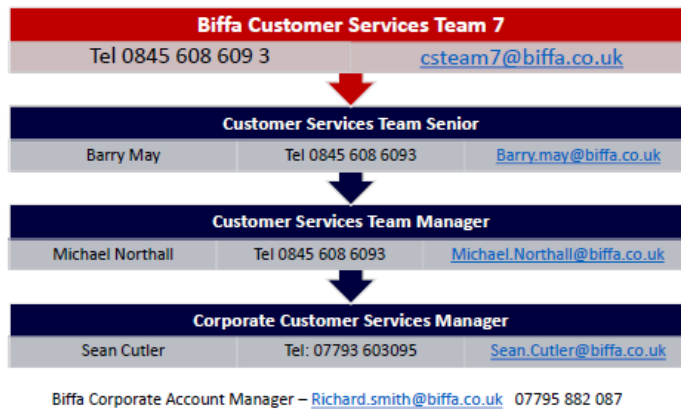 Biffa Customer Services Team 7
Tel 0845 608 609 3 csteam7@biffa.co.uk
Customer Services Team Senior
Barry May Tel 0845 608 6093 Barry.may@biffa.co.uk
Customer Services Team Manager
Michael Northall Tel 0845 608 6093 Michael.Northall@biffa.co.uk
Corporate Customer Services Manager
Sean Cutler Tel: 07793 603095 Sean.Cutler@biffa.co.uk
Biffa Corporate Account Manager – Richard.smith@biffa.co.uk 07795 882 087